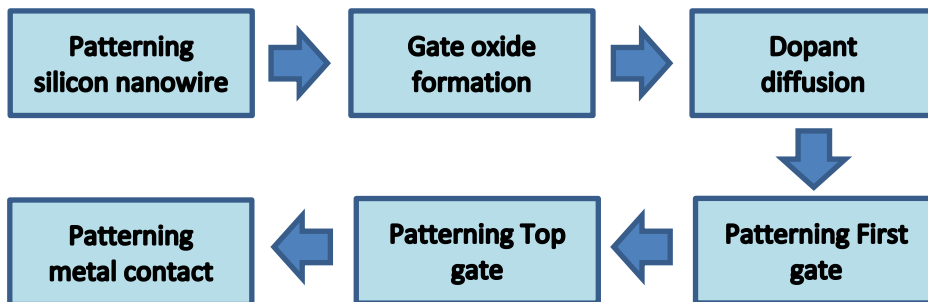 Patterning
silicon nanowire
Gate oxide
formation
Dopant
diffusion
Patterning First
gate
Patterning Top
gate
Patterning
metal contact